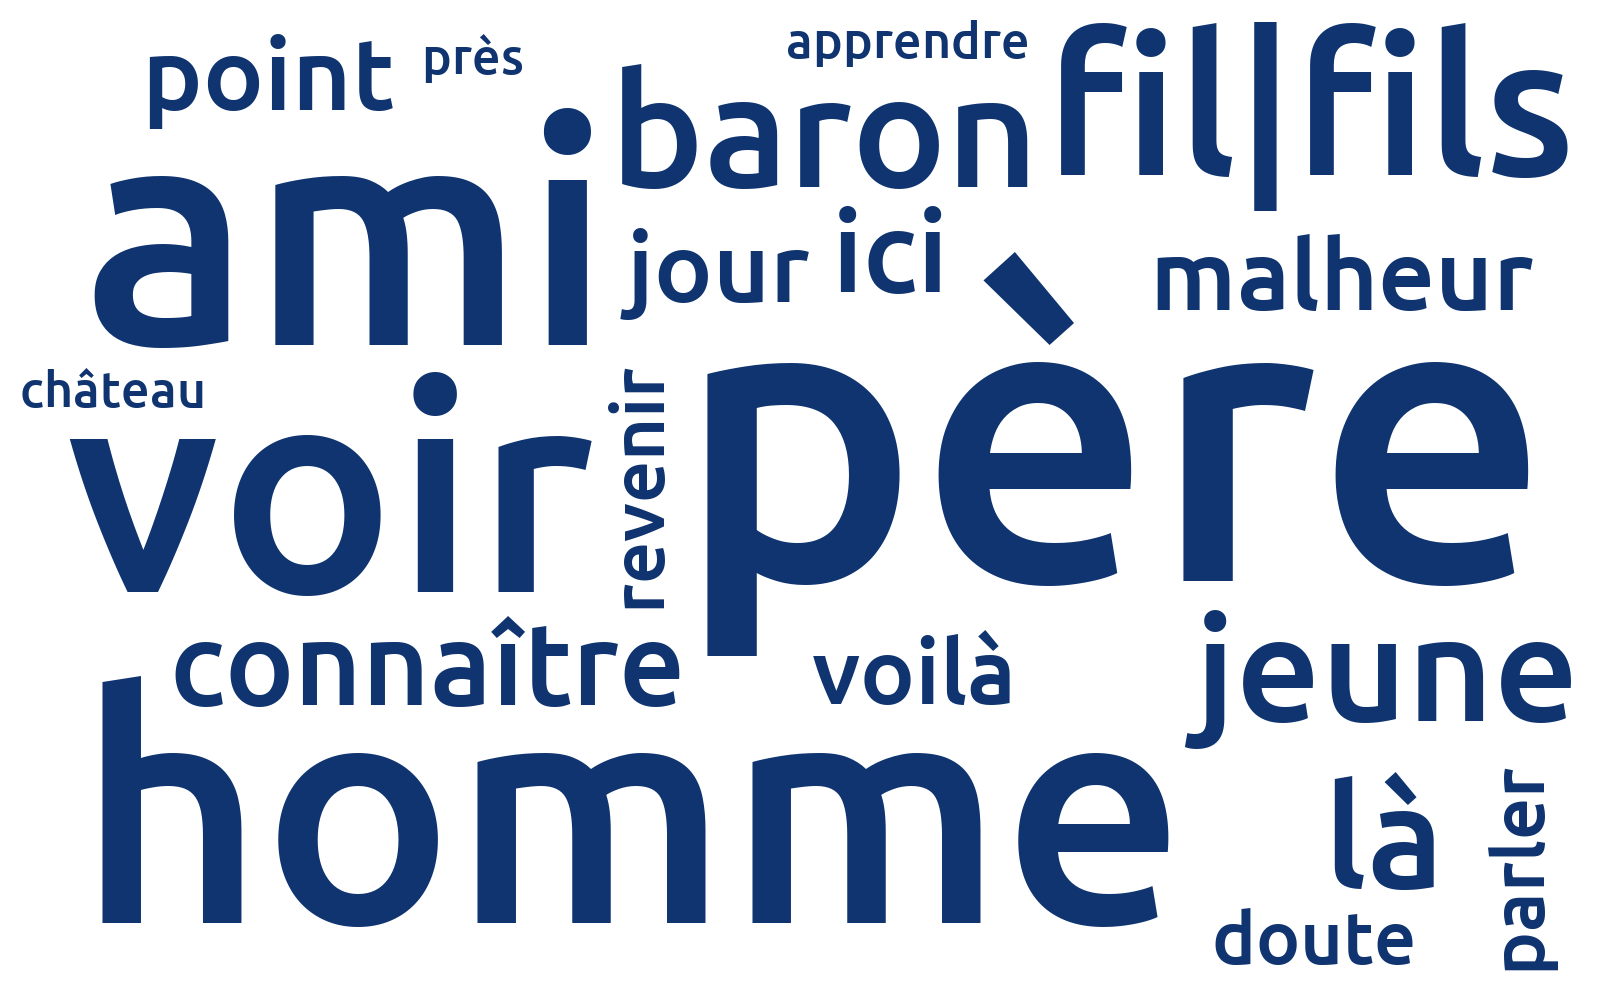 point
près
apprendre
fil|fils
baron
ami
jour
ici
malheur
château
voir
revenir
père
connaître
voilà
jeune
homme
là
parler
doute